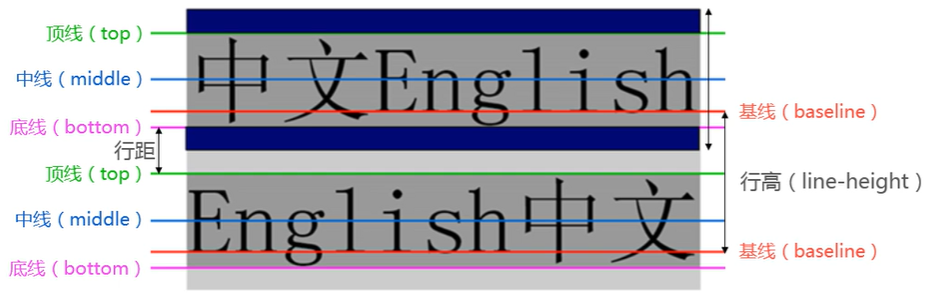 顶线（top）
中文English
中线（middle）
基线（baseline）
底线（bottom）
行距
顶线（top）
行高（line-height）
English中文
中线（middle）
基线（baseline）
底线（bottom）